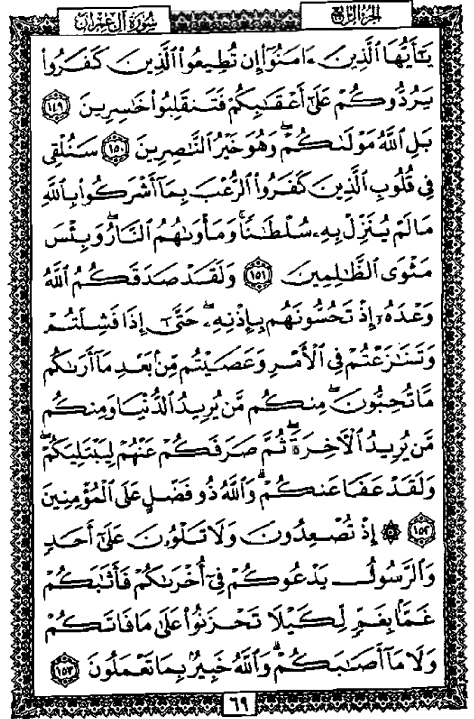 سُورَةُ آلِ عِمْرَان الجزء الرابع
يَٰٓأَيُّهَا ٱلَّذِينَ ءَامَنُوٓا۟ إِن تُطِيعُوا۟ ٱلَّذِينَ كَفَرُوا۟
يَرُدُّوكُمْ عَلَىٰٓ أَعْقَٰبِكُمْ فَتَنقَلِبُوا۟ خَٰسِرِينَ ١٤٩
بَلِ ٱللَّهُ مَوْلَىٰكُمْ ۖ وَهُوَ خَيْرُ ٱلنَّٰصِرِينَ ١٥٠ سَنُلْقِى
فِى قُلُوبِ ٱلَّذِينَ كَفَرُوا۟ ٱلرُّعْبَ بِمَآ أَشْرَكُوا۟ بِٱللَّهِ
مَا لَمْ يُنَزِّلْ بِهِۦ سُلْطَٰنًا ۖ وَمَأْوَىٰهُمُ ٱلنَّارُ ۚ وَبِئْسَ
مَثْوَى ٱلظَّٰلِمِينَ ١٥١ وَلَقَدْ صَدَقَكُمُ ٱللَّهُ
وَعْدَهُۥٓ إِذْ تَحُسُّونَهُم بِإِذْنِهِۦ ۖ حَتَّىٰٓ إِذَا فَشِلْتُمْ
وَتَنَٰزَعْتُمْ فِى ٱلْأَمْرِ وَعَصَيْتُم مِّنۢ بَعْدِ مَآ أَرَىٰكُم
مَّا تُحِبُّونَ ۚ مِنكُم مَّن يُرِيدُ ٱلدُّنْيَا وَمِنكُم
مَّن يُرِيدُ ٱلْءَاخِرَةَ ۚ ثُمَّ صَرَفَكُمْ عَنْهُمْ لِيَبْتَلِيَكُمْ ۖ
وَلَقَدْ عَفَا عَنكُمْ ۗ وَٱللَّهُ ذُو فَضْلٍ عَلَى ٱلْمُؤْمِنِينَ
١٥٢ ۞ إِذْ تُصْعِدُونَ وَلَا تَلْوُۥنَ عَلَىٰٓ أَحَدٍ
وَٱلرَّسُولُ يَدْعُوكُمْ فِىٓ أُخْرَىٰكُمْ فَأَثَٰبَكُمْ
غَمًّۢا بِغَمٍّ لِّكَيْلَا تَحْزَنُوا۟ عَلَىٰ مَا فَاتَكُمْ
وَلَا مَآ أَصَٰبَكُمْ ۗ وَٱللَّهُ خَبِيرٌۢ بِمَا تَعْمَلُونَ ١٥٣
٦٩